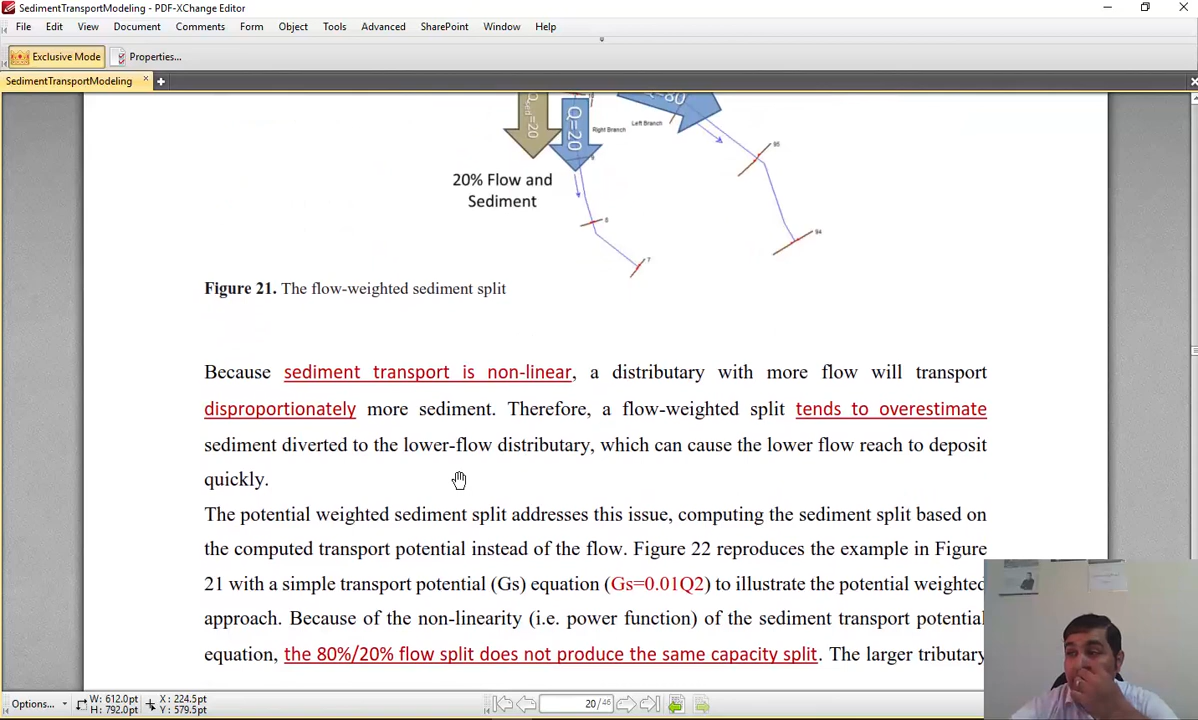 SedimentTransportModeling - PDF-XChange Editor
File Edit View Document Comments Form Object Tools Advanced SharePoint Window Help
Exclusive Mode Properties...
SedimentTransportModeling
Q=80
Qsed=20
Q=20
Right Branch
Left Branch
95
9
20% Flow and
Sediment
8
94
7
Figure 21. The flow-weighted sediment split
Because sediment transport is non-linear, a distributary with more flow will transport
disproportionately more sediment. Therefore, a flow-weighted split tends to overestimate
sediment diverted to the lower-flow distributary, which can cause the lower flow reach to deposit
quickly.
The potential weighted sediment split addresses this issue, computing the sediment split based on
the computed transport potential instead of the flow. Figure 22 reproduces the example in Figure
21 with a simple transport potential (Gs) equation (Gs=0.01Q2) to illustrate the potential weighted
approach. Because of the non-linearity (i.e. power function) of the sediment transport potential
equation, the 80%/20% flow split does not produce the same capacity split. The larger tributary
Options... W: 612.0pt X: 224.5pt 20 / 46
H: 792.0pt Y: 579.5pt